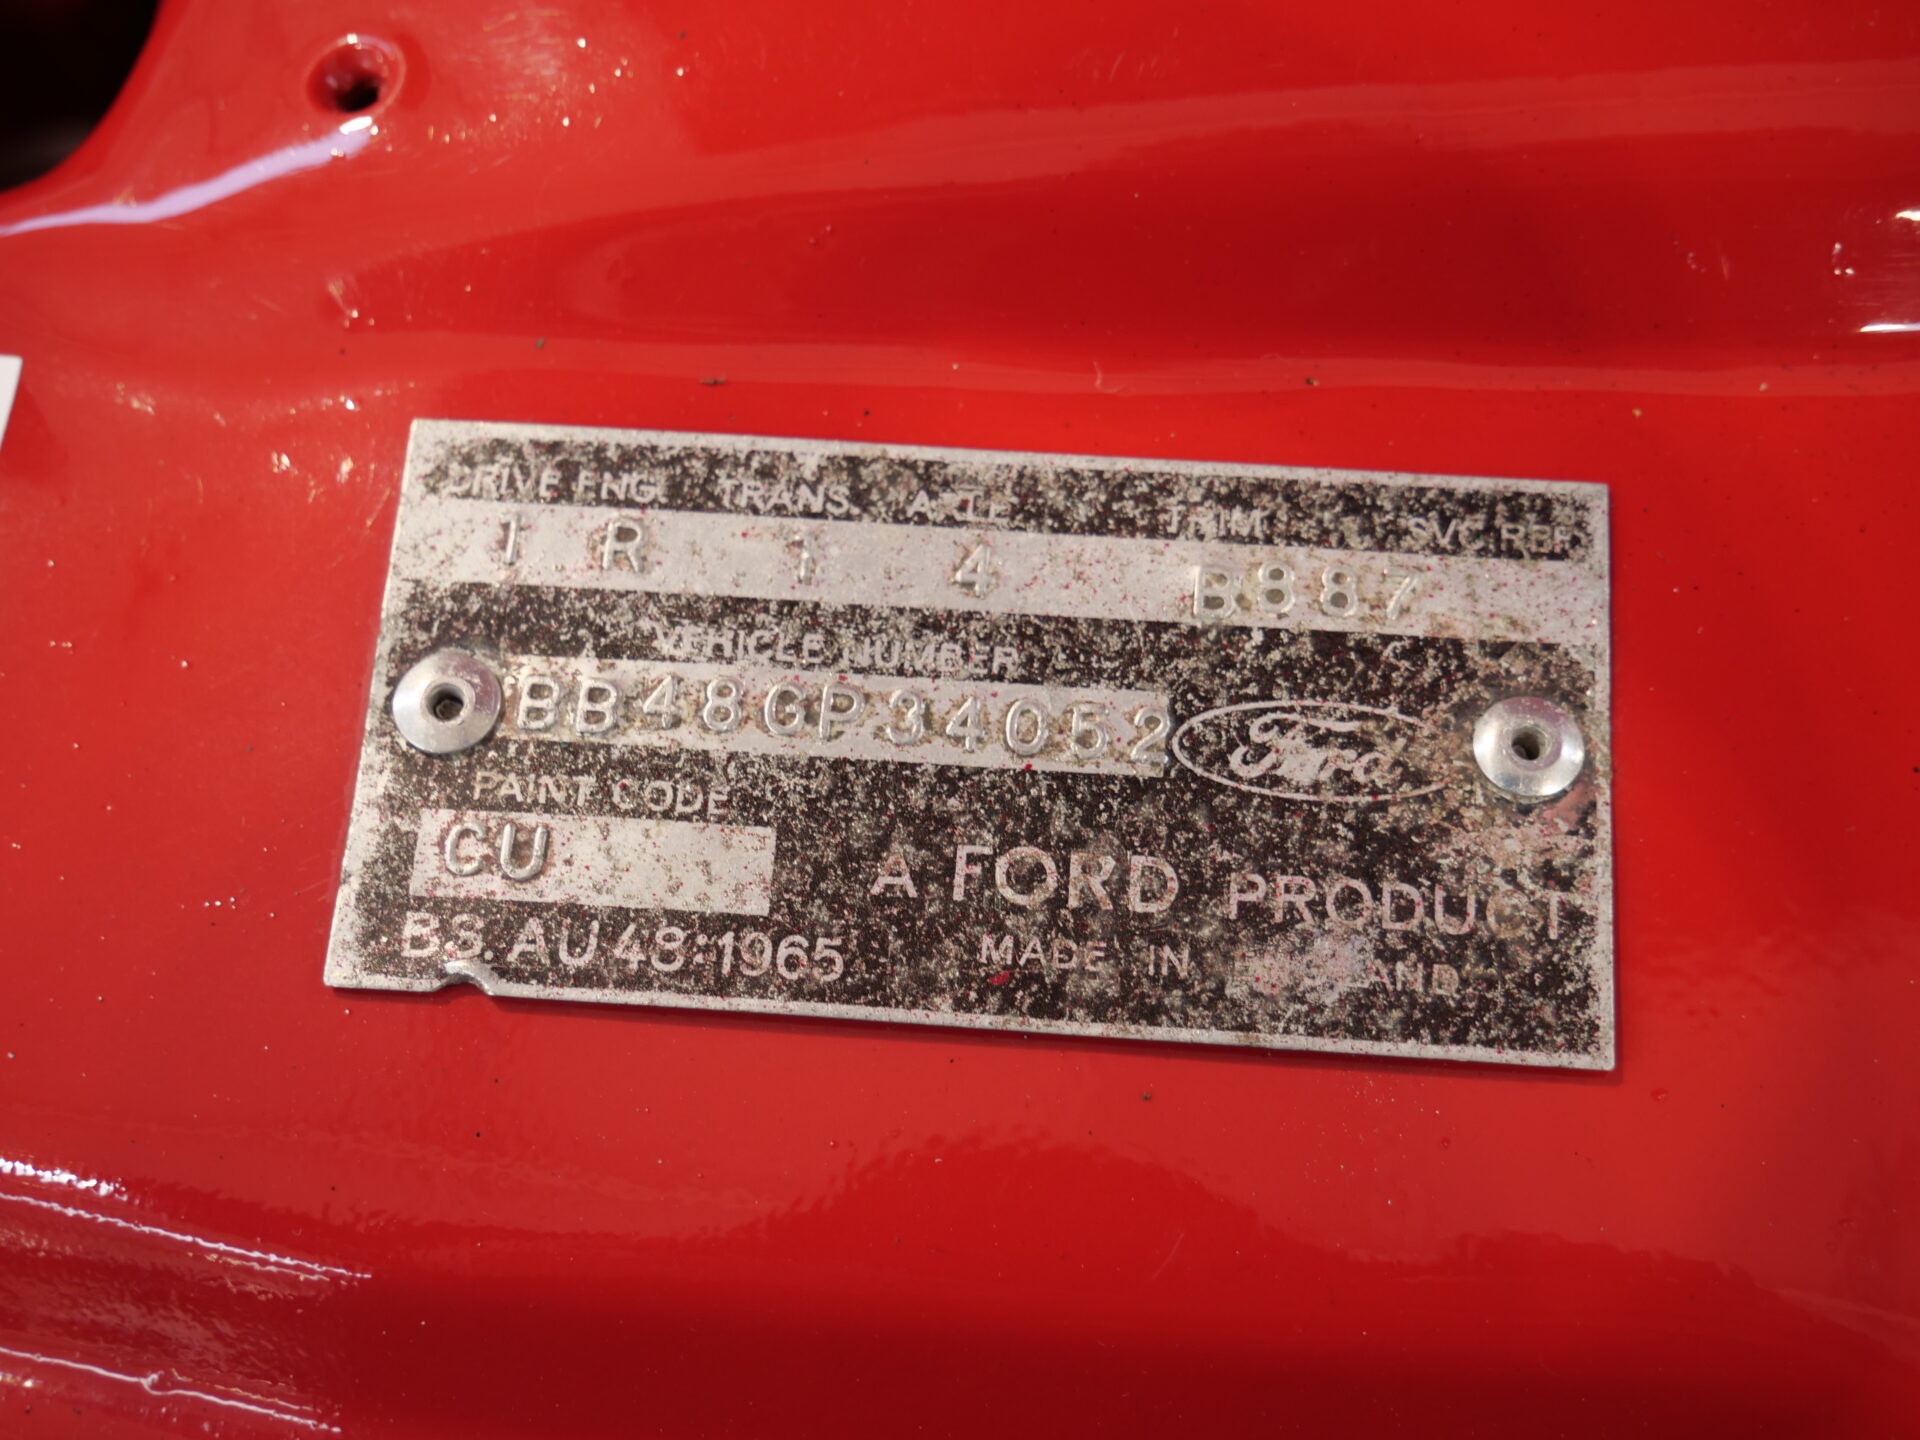 DRIVE ENG. TRANS. AXLE TRIM SVC. REF.
1 R 1 4 B887
VEHICLE NUMBER
BB48GP34052
Ford
PAINT CODE
CU
A FORD PRODUCT
BS. AU 48:1965
MADE IN ENGLAND